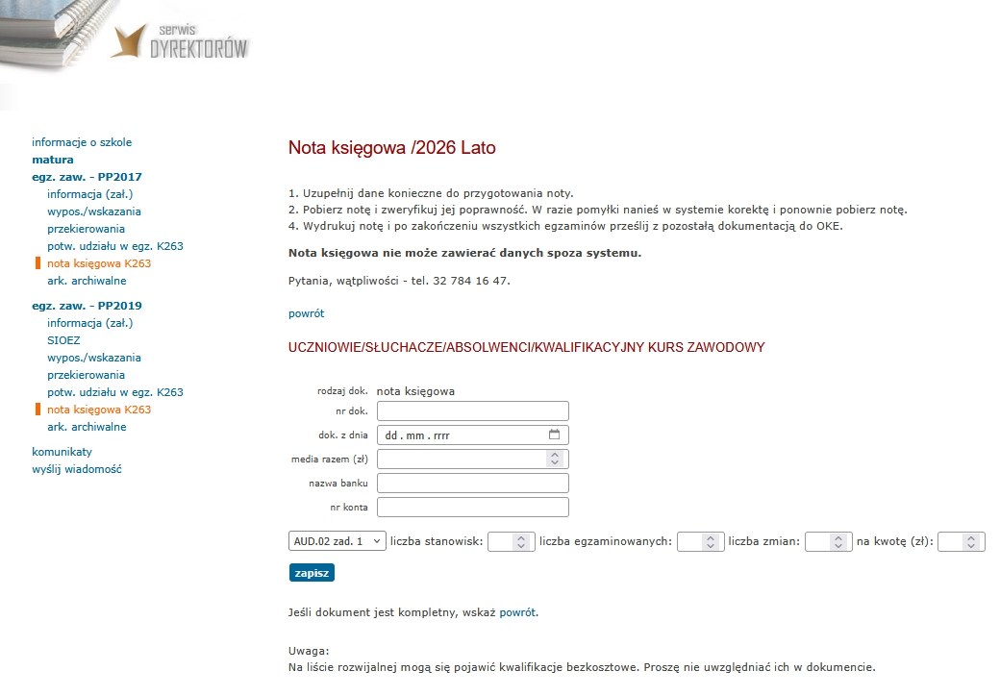 serwis
DYREKTORÓW
informacje o szkole
matura
egz. zaw. - PP2017
informacja (zał.)
wypos./wskazania
przekierowania
potw. udziału w egz. K263
nota księgowa K263
ark. archiwalne
egz. zaw. - PP2019
informacja (zał.)
SIOEZ
wypos./wskazania
przekierowania
potw. udziału w egz. K263
nota księgowa K263
ark. archiwalne
komunikaty
wyślij wiadomość
Nota księgowa /2026 Lato
1. Uzupełnij dane konieczne do przygotowania noty.
2. Pobierz notę i zweryfikuj jej poprawność. W razie pomyłki nanieś w systemie korektę i ponownie pobierz notę.
4. Wydrukuj notę i po zakończeniu wszystkich egzaminów prześlij z pozostałą dokumentacją do OKE.
Nota księgowa nie może zawierać danych spoza systemu.
Pytania, wątpliwości - tel. 32 784 16 47.
powrót
UCZNIOWIE/SŁUCHACZE/ABSOLWENCI/KWALIFIKACYJNY KURS ZAWODOWY
rodzaj dok. nota księgowa
nr dok.
dok. z dnia dd . mm . rrrr
media razem (zł)
nazwa banku
nr konta
AUD.02 zad. 1 liczba stanowisk: liczba egzaminowanych: liczba zmian: na kwotę (zł):
zapisz
Jeśli dokument jest kompletny, wskaż powrót.
Uwaga:
Na liście rozwijalnej mogą się pojawić kwalifikacje bezkosztowe. Proszę nie uwzględniać ich w dokumencie.